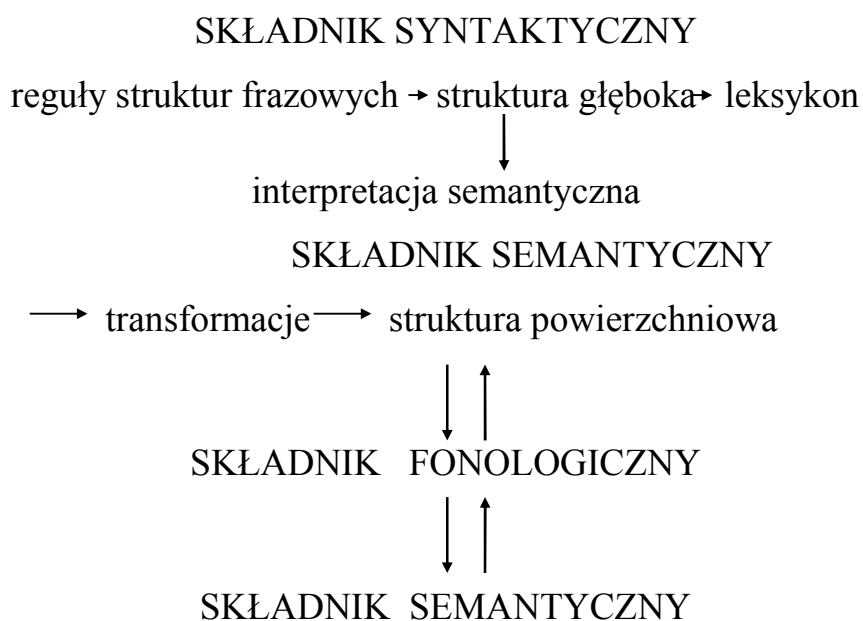 SKŁADNIK SYNTAKTYCZNY
reguły struktur frazowych → struktura głęboka → leksykon
interpretacja semantyczna
SKŁADNIK SEMANTYCZNY
→ transformacje → struktura powierzchniowa
SKŁADNIK FONOLOGICZNY
SKŁADNIK SEMANTYCZNY